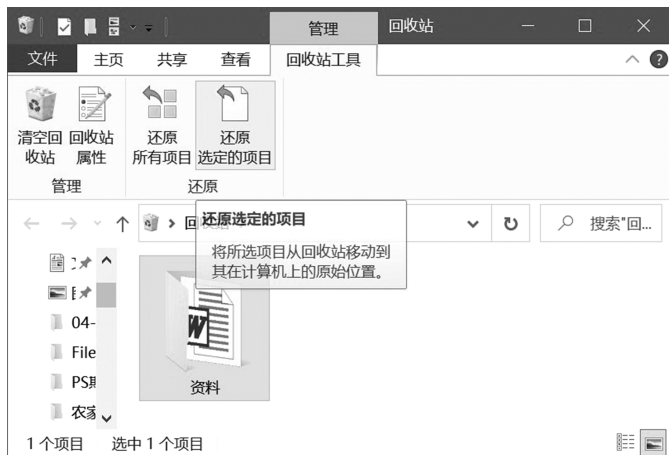 管理
回收站
文件
主页
共享
查看
回收站工具
清空回
收站
回收站
属性
还原
所有项目
还原
选定的项目
管理
还原
还原选定的项目
将所选项目从回收站移动到
其在计算机上的原始位置。
搜索"回...
04-
File
PS
农家
W
资料
1 个项目
选中 1 个项目